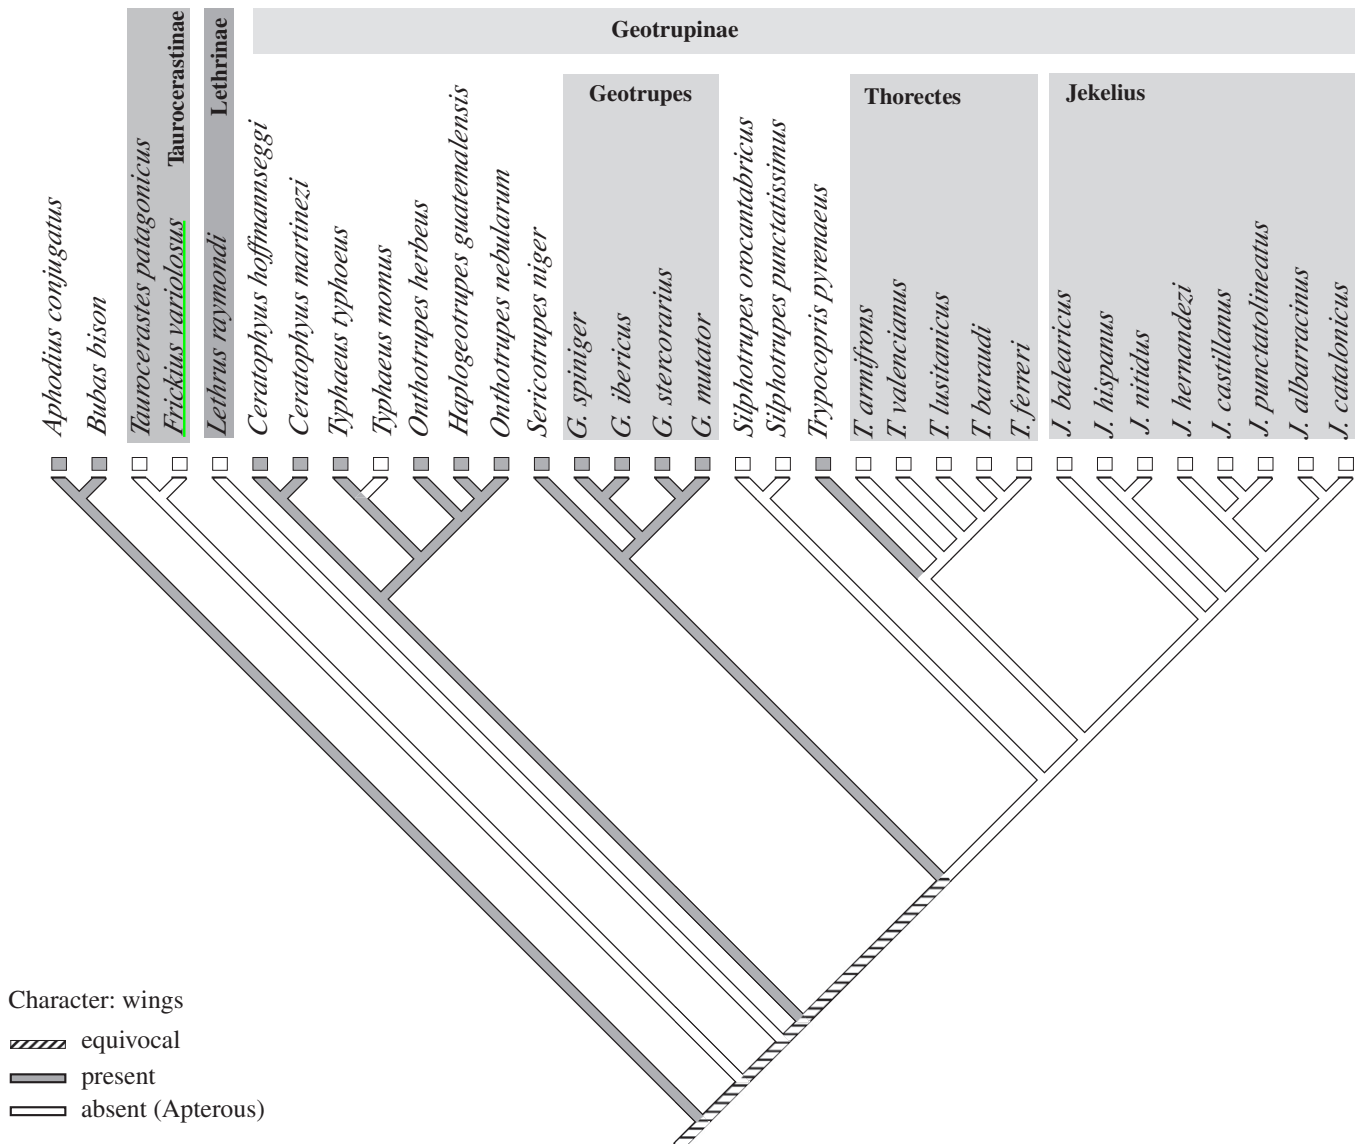 Geotrupinae
Taurocerastinae
Lethrinae
Geotrupes
Thorectes
Jekelius
Aphodius conjugatus
Bubas bison
Taurocerastes patagonicus
Frickius variolosus
Lethrus raymondi
Ceratophyus hoffmannseggi
Ceratophyus martinezi
Typhaeus typhoeus
Typhaeus momus
Onthotrupes herbeus
Haplogeotrupes guatemalensis
Onthotrupes nebularum
Sericotrupes niger
G. spiniger
G. ibericus
G. stercorarius
G. mutator
Silphotrupes orocantabricus
Silphotrupes punctatissimus
Trypocopris pyrenaeus
T. armifrons
T. valencianus
T. lusitanicus
T. baraudi
T. ferreri
J. balearicus
J. hispanus
J. nitidus
J. hernandezi
J. castillanus
J. punctatolineatus
J. albarracinus
J. catalonicus
Character: wings
equivocal
present
absent (Apterous)